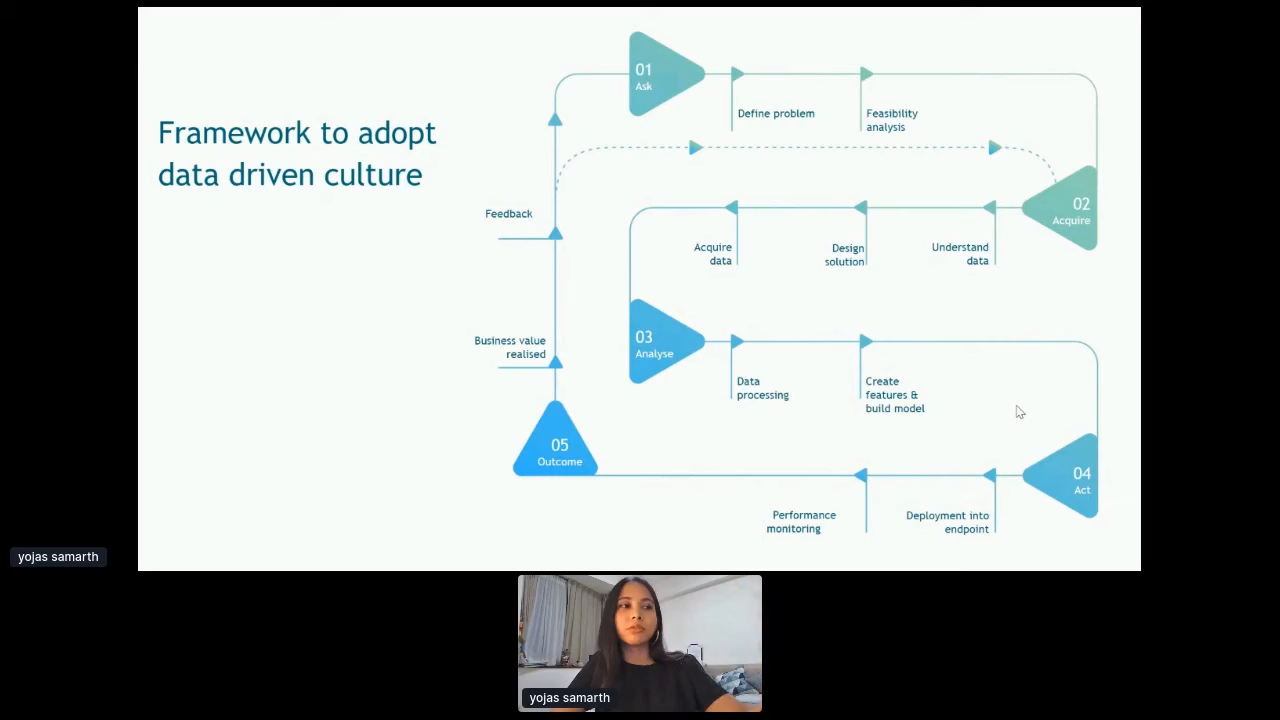 Framework to adopt
data driven culture
01
Ask
Define problem
Feasibility
analysis
02
Acquire
Understand
data
Design
solution
Acquire
data
03
Analyse
Data
processing
Create
features &
build model
04
Act
Deployment into
endpoint
Performance
monitoring
05
Outcome
Business value
realised
Feedback
yojas samarth
yojas samarth